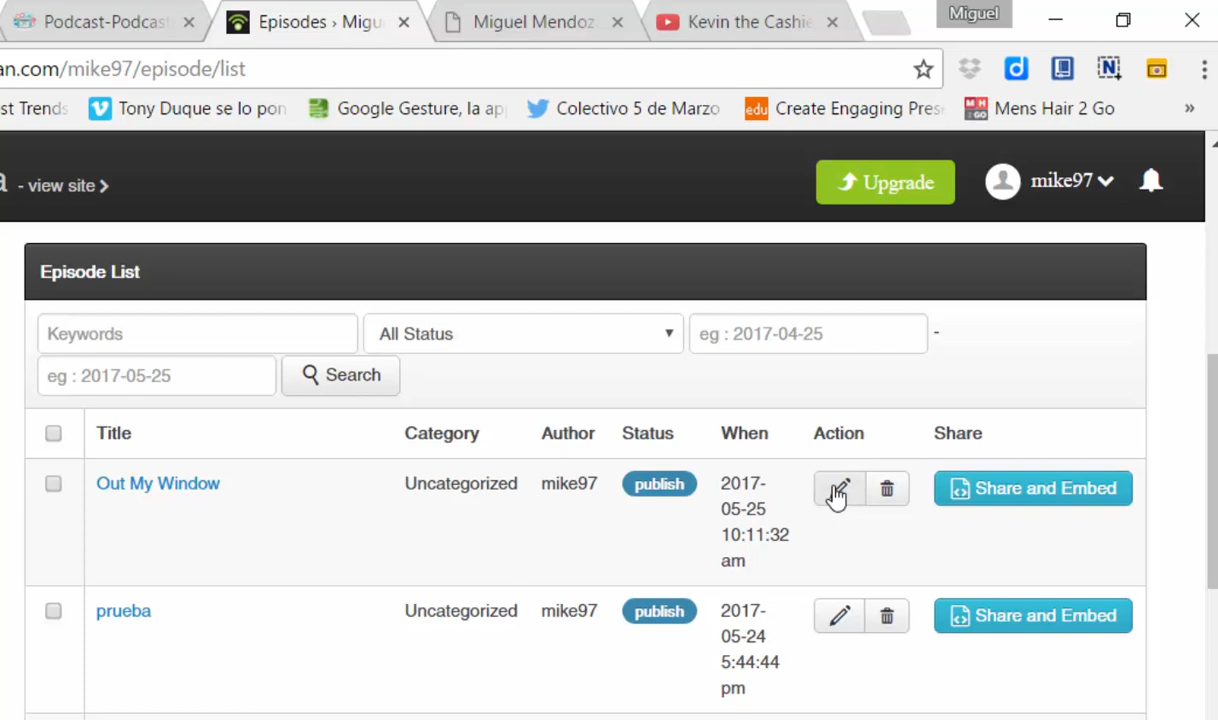 Podcast-Podcas
Episodes › Migu
Miguel Mendoz
Kevin the Cashie
Miguel
an.com/mike97/episode/list
st Trends
Tony Duque se lo pon
Google Gesture, la ap
Colectivo 5 de Marzo
edu
Create Engaging Pres
Mens Hair 2 Go
»
a - view site
Upgrade
mike97
Episode List
Keywords
All Status
eg : 2017-04-25
-
eg : 2017-05-25
Search
Title Category Author Status When Action Share
Out My Window Uncategorized mike97 publish 2017-
05-25
10:11:32
am
Share and Embed
prueba Uncategorized mike97 publish 2017-
05-24
5:44:44
pm
Share and Embed